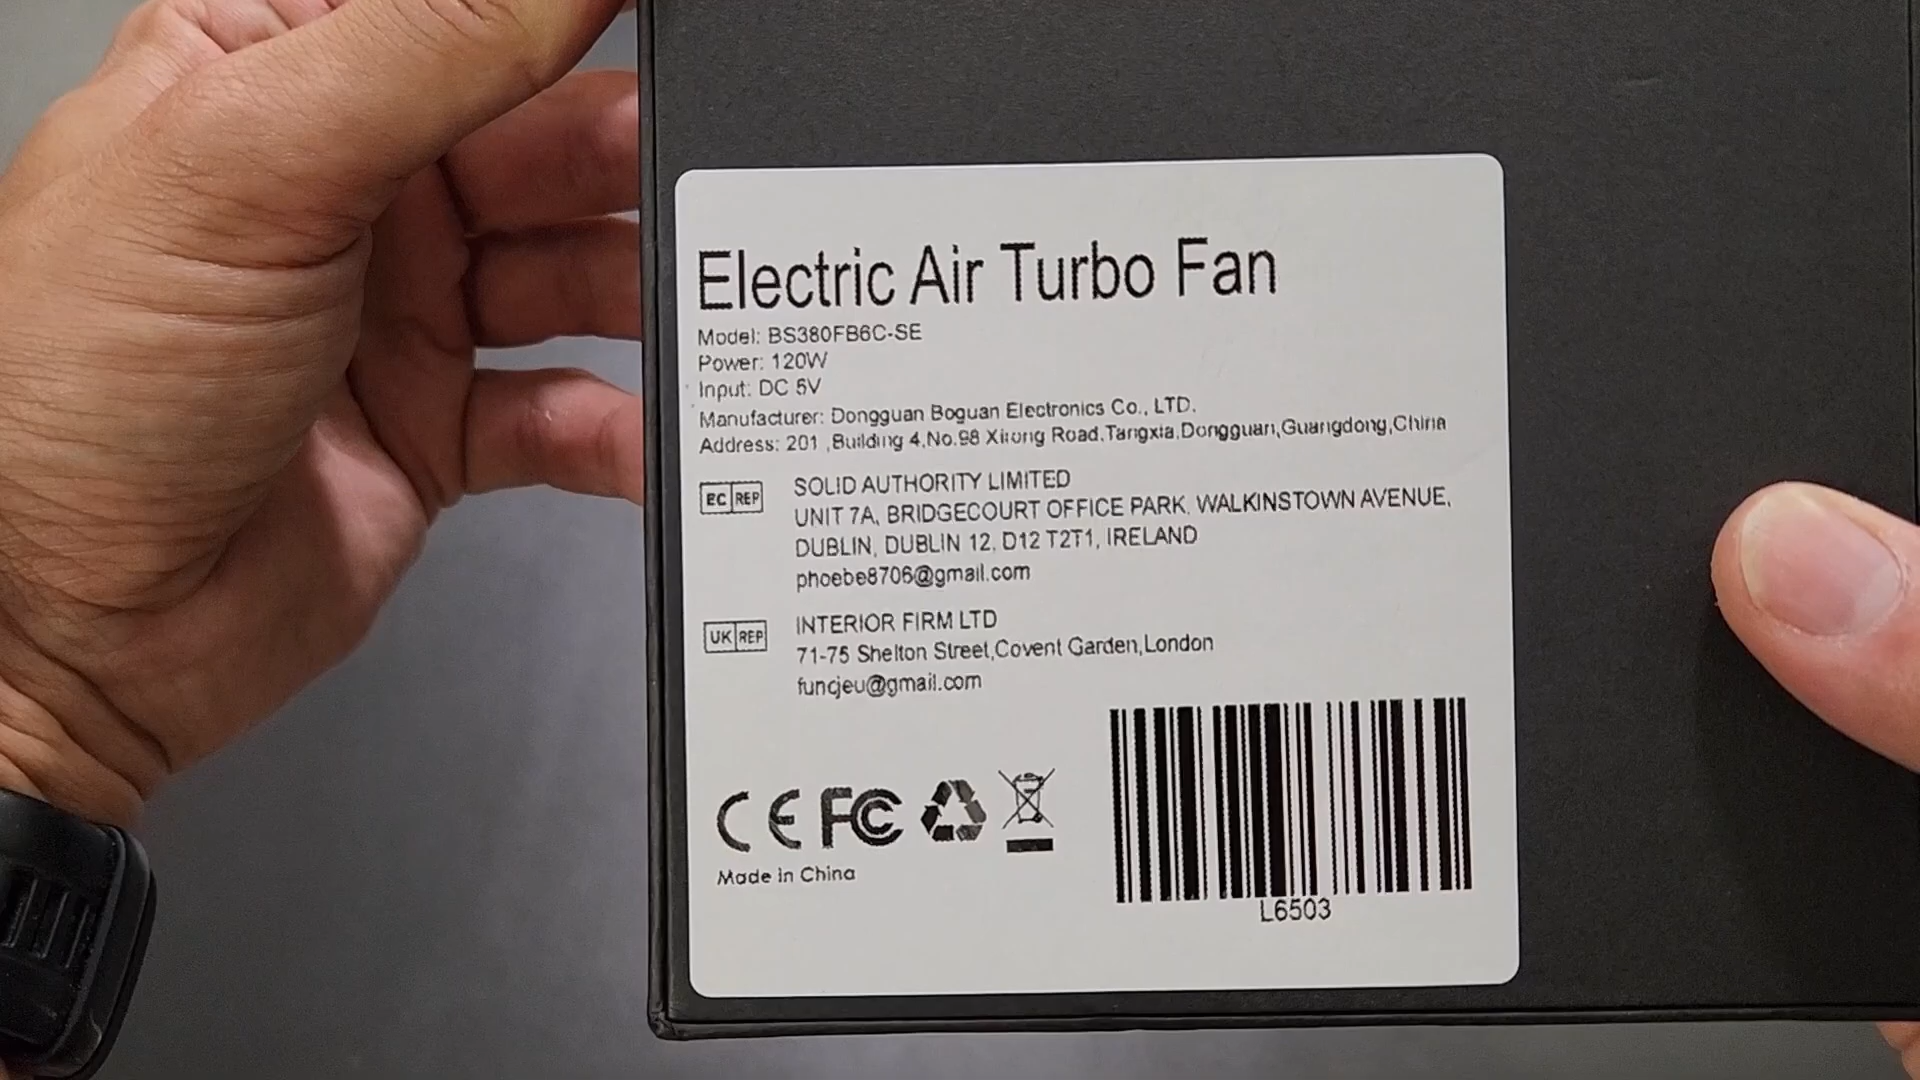 Electric Air Turbo Fan
Model: BS380FB6C-SE
Power: 120W
Input: DC 5V
Manufacturer: Dongguan Boguan Electronics Co., LTD.
Address: 201 ,Building 4,No.98 Xirong Road,Tangxia,Dongguan,Guangdong,China
EC REP
SOLID AUTHORITY LIMITED
UNIT 7A, BRIDGECOURT OFFICE PARK, WALKINSTOWN AVENUE,
DUBLIN, DUBLIN 12, D12 T2T1, IRELAND
phoebe8706@gmail.com
UK REP
INTERIOR FIRM LTD
71-75 Shelton Street,Covent Garden,London
funcjeu@gmail.com
CE FC
Made in China
L6503